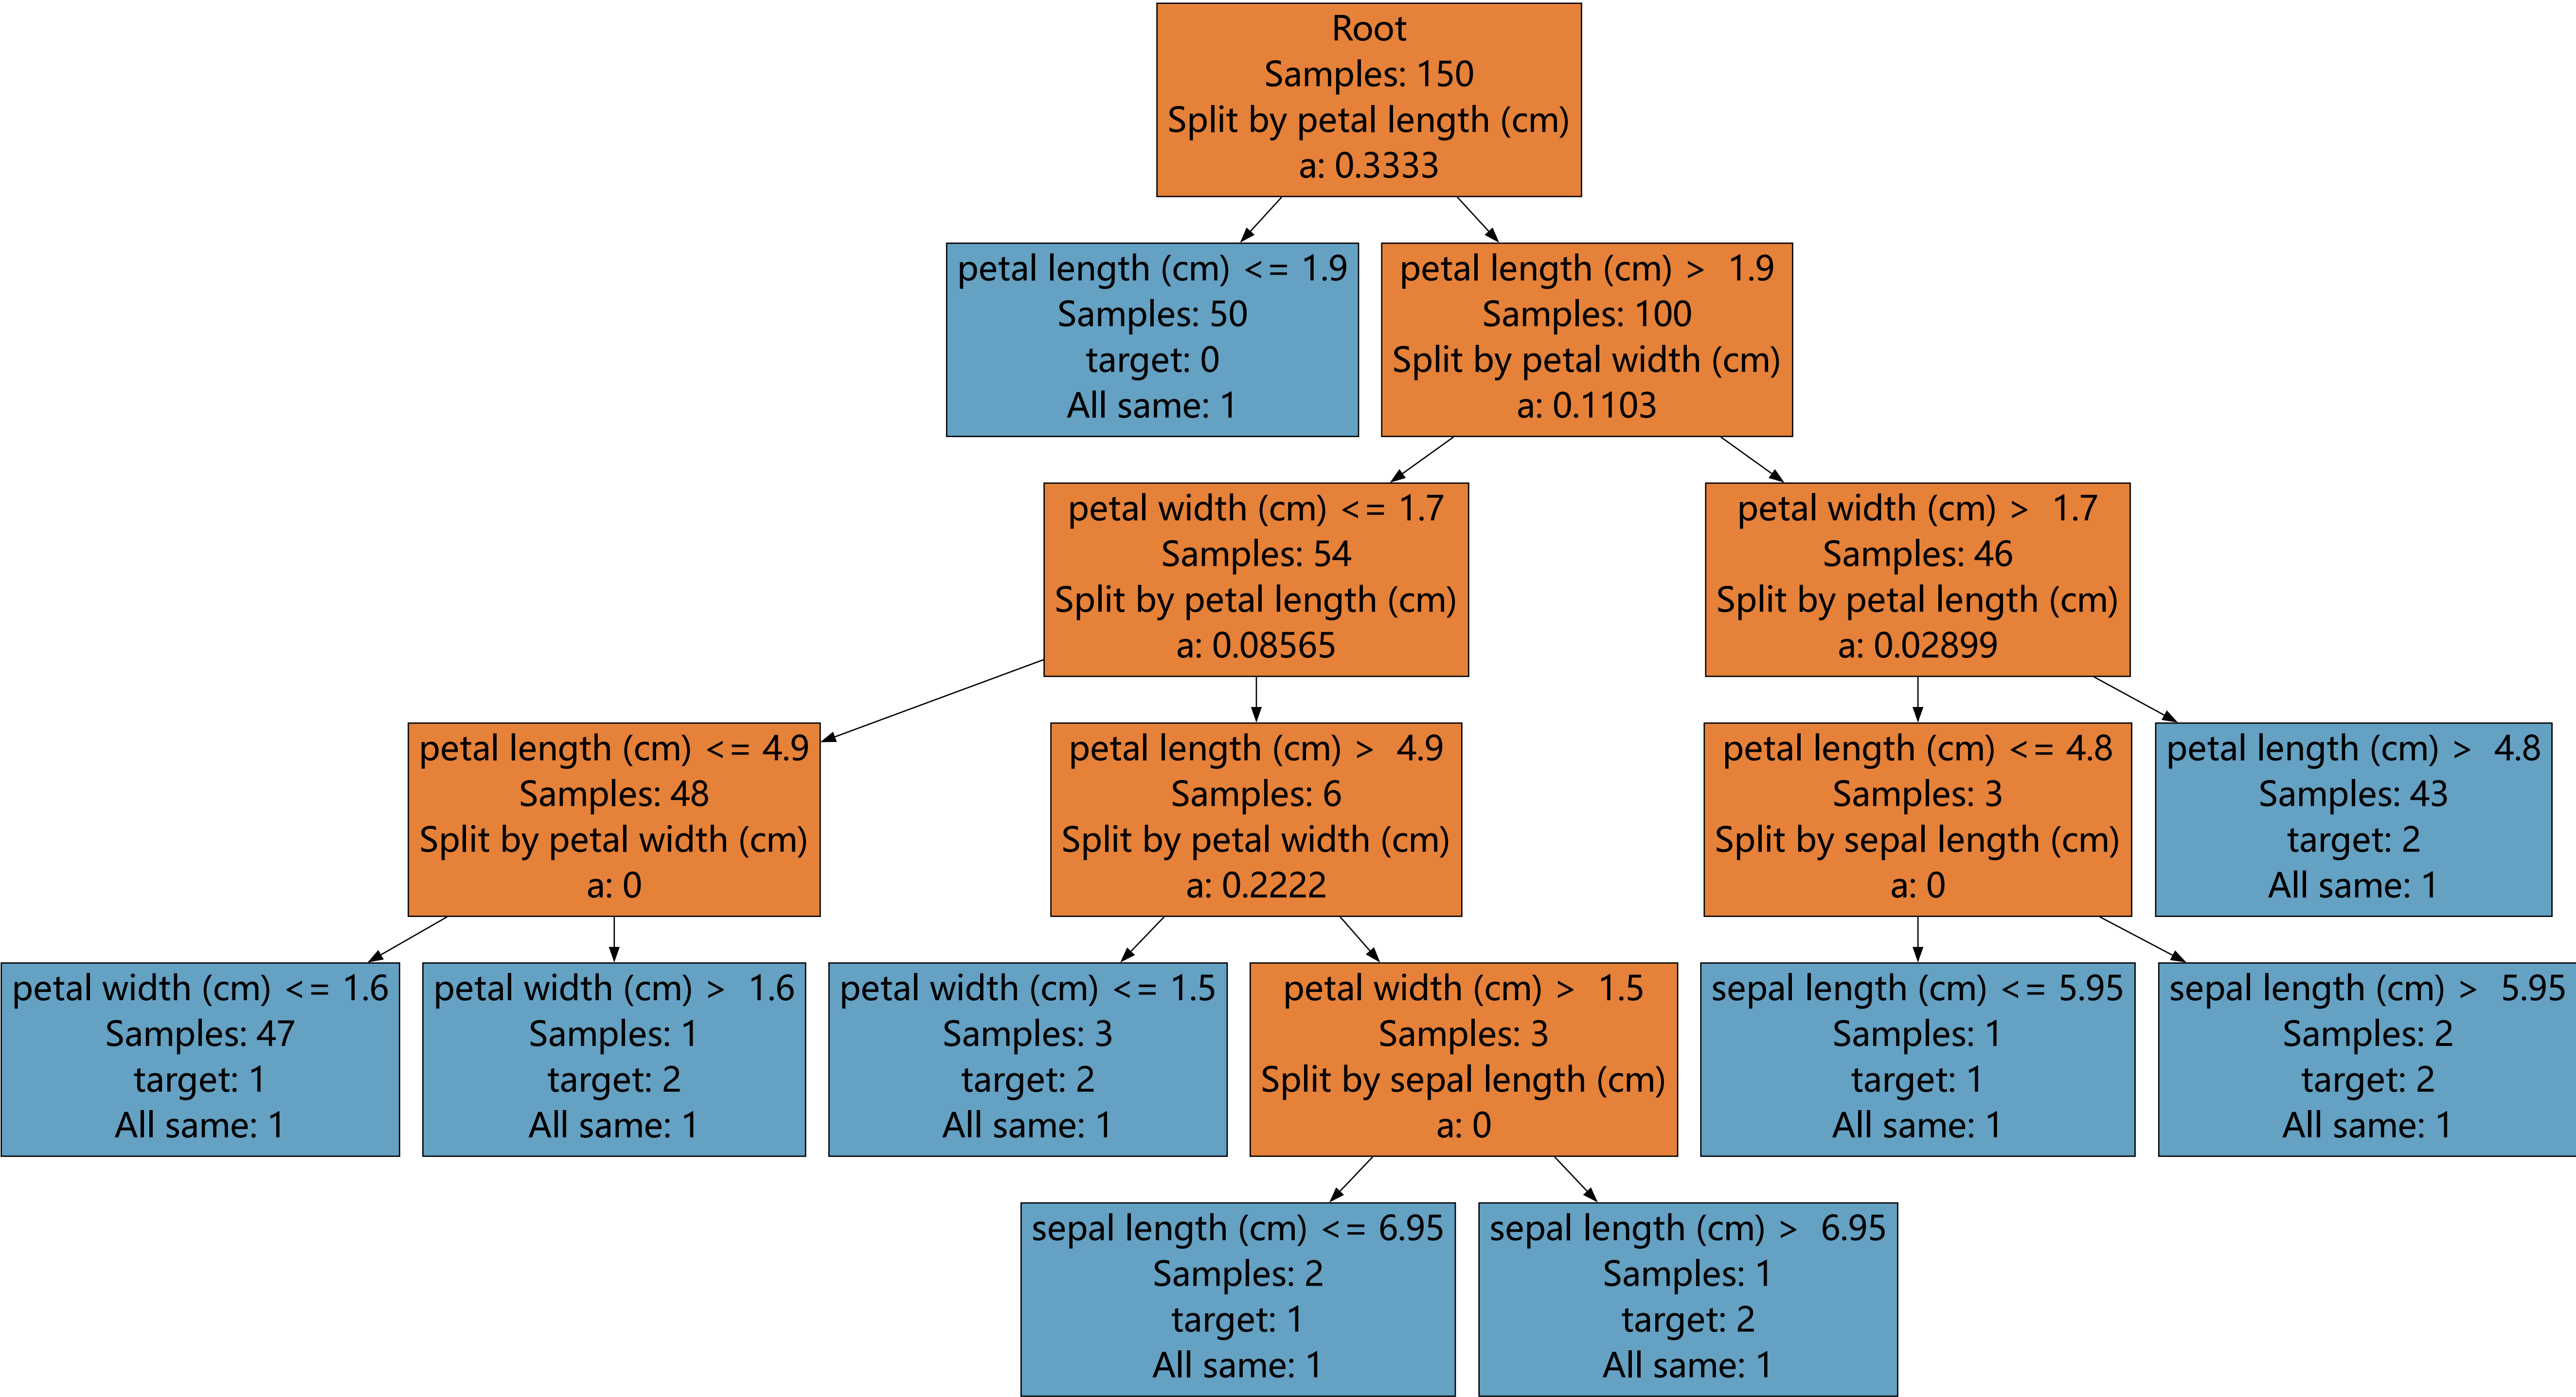 Root
Samples: 150
Split by petal length (cm)
a: 0.3333
petal length (cm) <= 1.9
Samples: 50
target: 0
All same: 1
petal length (cm) >  1.9
Samples: 100
Split by petal width (cm)
a: 0.1103
petal width (cm) <= 1.7
Samples: 54
Split by petal length (cm)
a: 0.08565
petal width (cm) >  1.7
Samples: 46
Split by petal length (cm)
a: 0.02899
petal length (cm) <= 4.9
Samples: 48
Split by petal width (cm)
a: 0
petal length (cm) >  4.9
Samples: 6
Split by petal width (cm)
a: 0.2222
petal length (cm) <= 4.8
Samples: 3
Split by sepal length (cm)
a: 0
petal length (cm) >  4.8
Samples: 43
target: 2
All same: 1
petal width (cm) <= 1.6
Samples: 47
target: 1
All same: 1
petal width (cm) >  1.6
Samples: 1
target: 2
All same: 1
petal width (cm) <= 1.5
Samples: 3
target: 2
All same: 1
petal width (cm) >  1.5
Samples: 3
Split by sepal length (cm)
a: 0
sepal length (cm) <= 5.95
Samples: 1
target: 1
All same: 1
sepal length (cm) >  5.95
Samples: 2
target: 2
All same: 1
sepal length (cm) <= 6.95
Samples: 2
target: 1
All same: 1
sepal length (cm) >  6.95
Samples: 1
target: 2
All same: 1